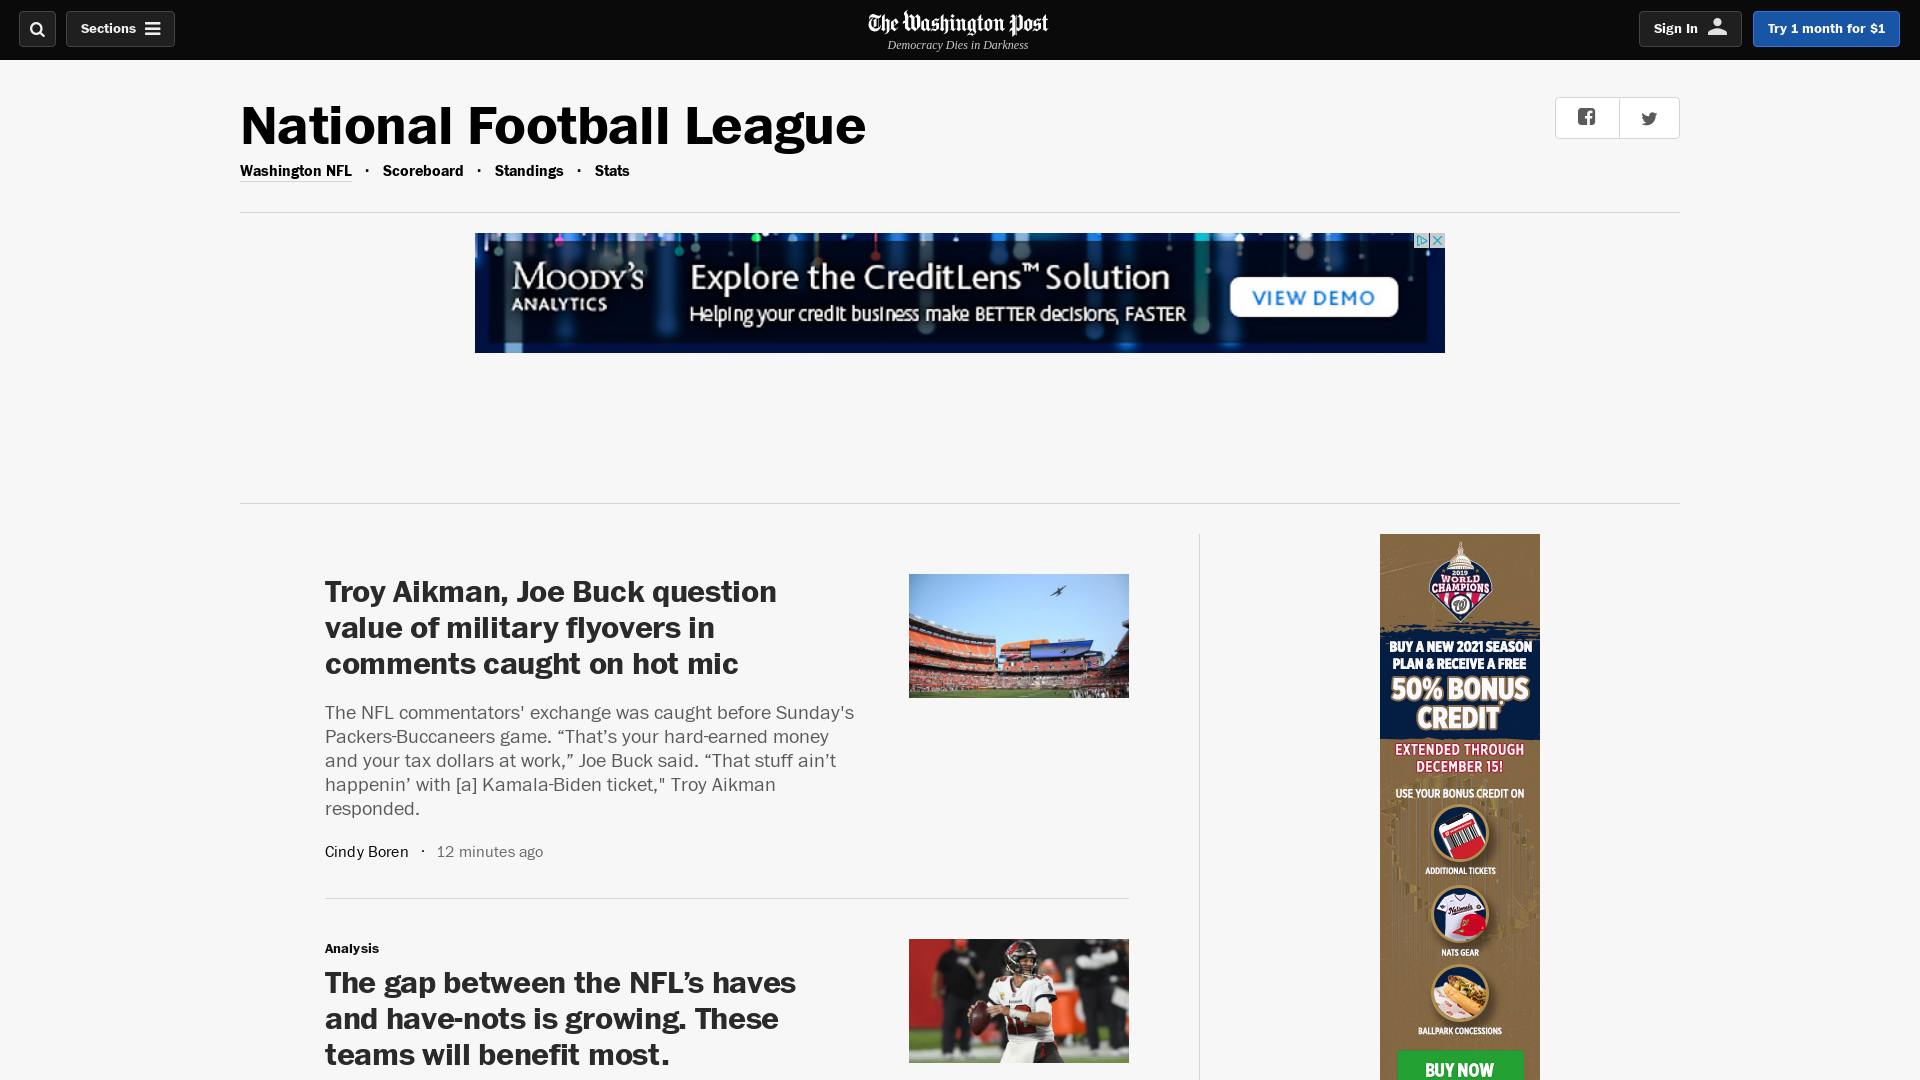 Sections
The Washington Post
Democracy Dies in Darkness
Sign In
Try 1 month for $1
National Football League
Washington NFL · Scoreboard · Standings · Stats
MOODY'S ANALYTICS
Explore the CreditLens™ Solution
Helping your credit business make BETTER decisions, FASTER
VIEW DEMO
Troy Aikman, Joe Buck question
value of military flyovers in
comments caught on hot mic
The NFL commentators' exchange was caught before Sunday's
Packers-Buccaneers game. “That’s your hard-earned money
and your tax dollars at work,” Joe Buck said. “That stuff ain’t
happenin’ with [a] Kamala-Biden ticket," Troy Aikman
responded.
Cindy Boren · 12 minutes ago
Analysis
The gap between the NFL’s haves
and have-nots is growing. These
teams will benefit most.
2019
WORLD
CHAMPIONS
W
BUY A NEW 2021 SEASON
PLAN & RECEIVE A FREE
50% BONUS
CREDIT*
EXTENDED THROUGH
DECEMBER 15!
USE YOUR BONUS CREDIT ON
ADDITIONAL TICKETS
Nationals
NATS GEAR
BALLPARK CONCESSIONS
BUY NOW
12